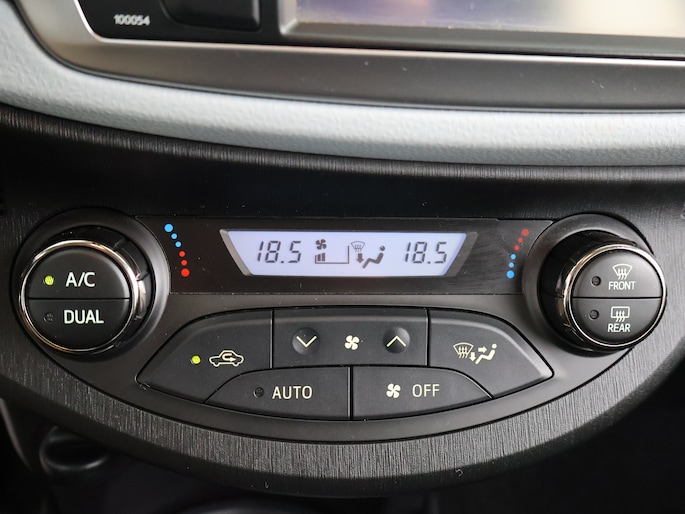 100054
18.5 18.5
A/C
DUAL
FRONT
REAR
AUTO
OFF